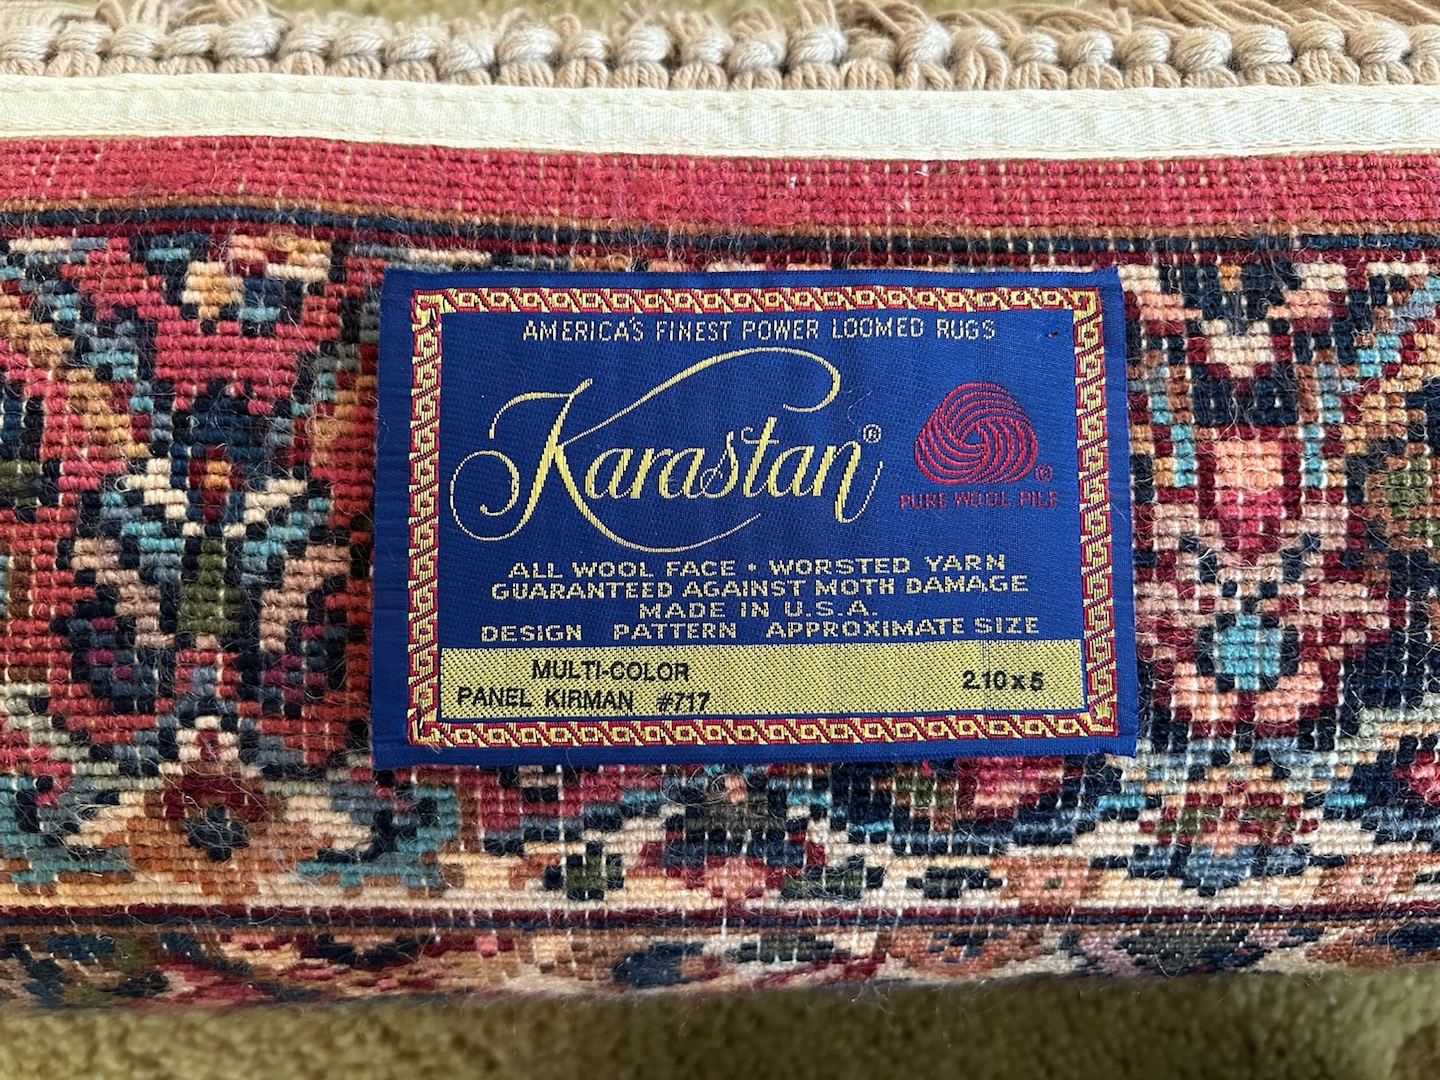 AMERICA'S FINEST POWER LOOMED RUGS
Karastan®
®
PURE WOOL PILE
ALL WOOL FACE • WORSTED YARN
GUARANTEED AGAINST MOTH DAMAGE
MADE IN U.S.A.
DESIGN PATTERN APPROXIMATE SIZE
MULTI-COLOR
PANEL KIRMAN #717 2.10x5